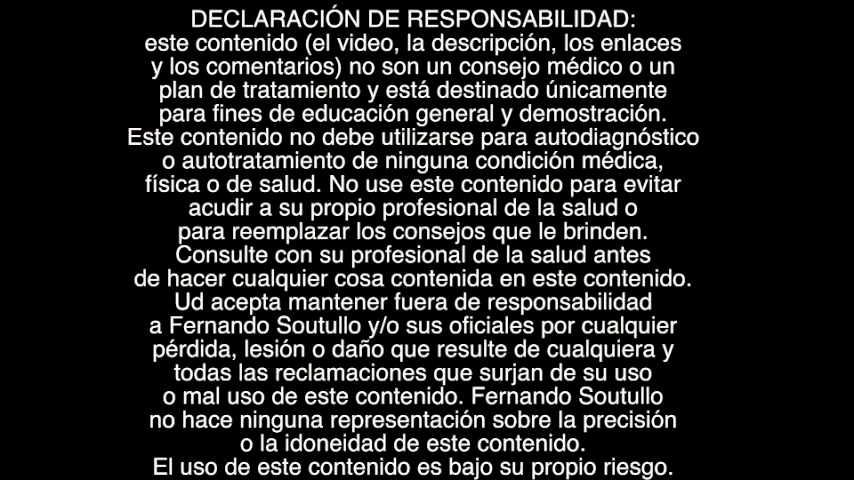 DECLARACIÓN DE RESPONSABILIDAD:
este contenido (el video, la descripción, los enlaces
y los comentarios) no son un consejo médico o un
plan de tratamiento y está destinado únicamente
para fines de educación general y demostración.
Este contenido no debe utilizarse para autodiagnóstico
o autotratamiento de ninguna condición médica,
física o de salud. No use este contenido para evitar
acudir a su propio profesional de la salud o
para reemplazar los consejos que le brinden.
Consulte con su profesional de la salud antes
de hacer cualquier cosa contenida en este contenido.
Ud acepta mantener fuera de responsabilidad
a Fernando Soutullo y/o sus oficiales por cualquier
pérdida, lesión o daño que resulte de cualquiera y
todas las reclamaciones que surjan de su uso
o mal uso de este contenido. Fernando Soutullo
no hace ninguna representación sobre la precisión
o la idoneidad de este contenido.
El uso de este contenido es bajo su propio riesgo.